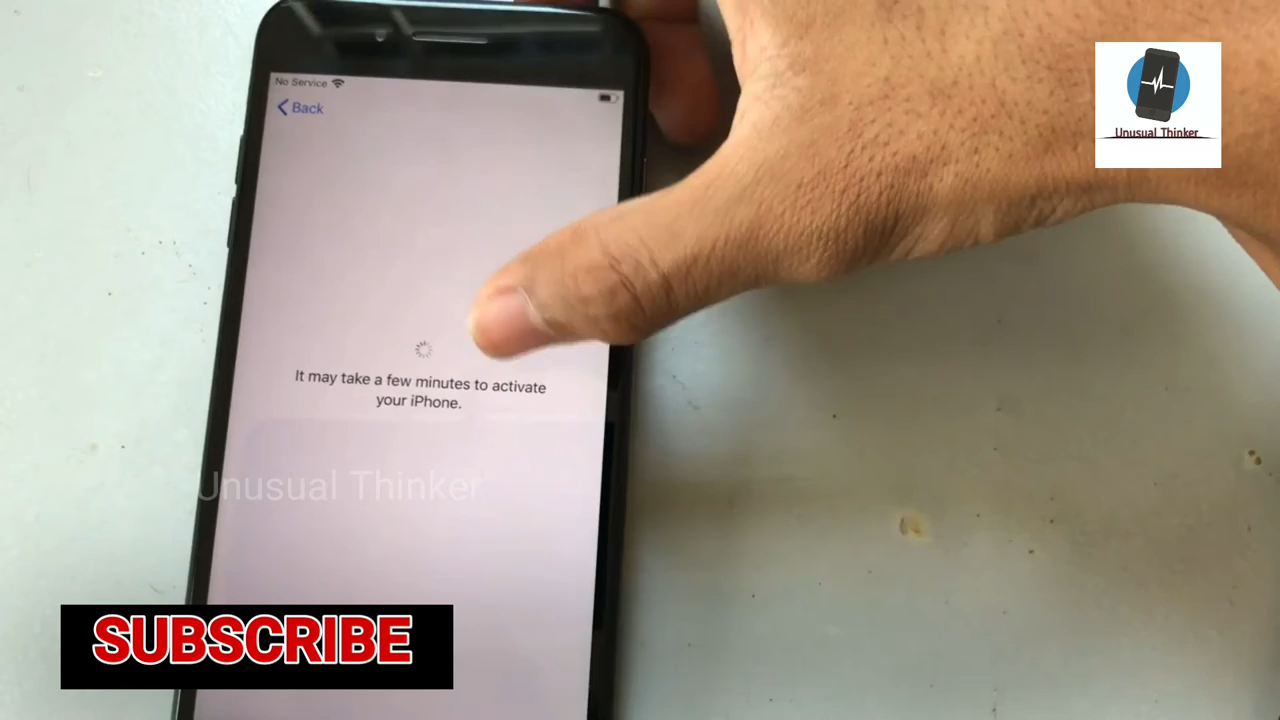 No Service
Back
Unusual Thinker
It may take a few minutes to activate
your iPhone.
Unusual Thinker
SUBSCRIBE